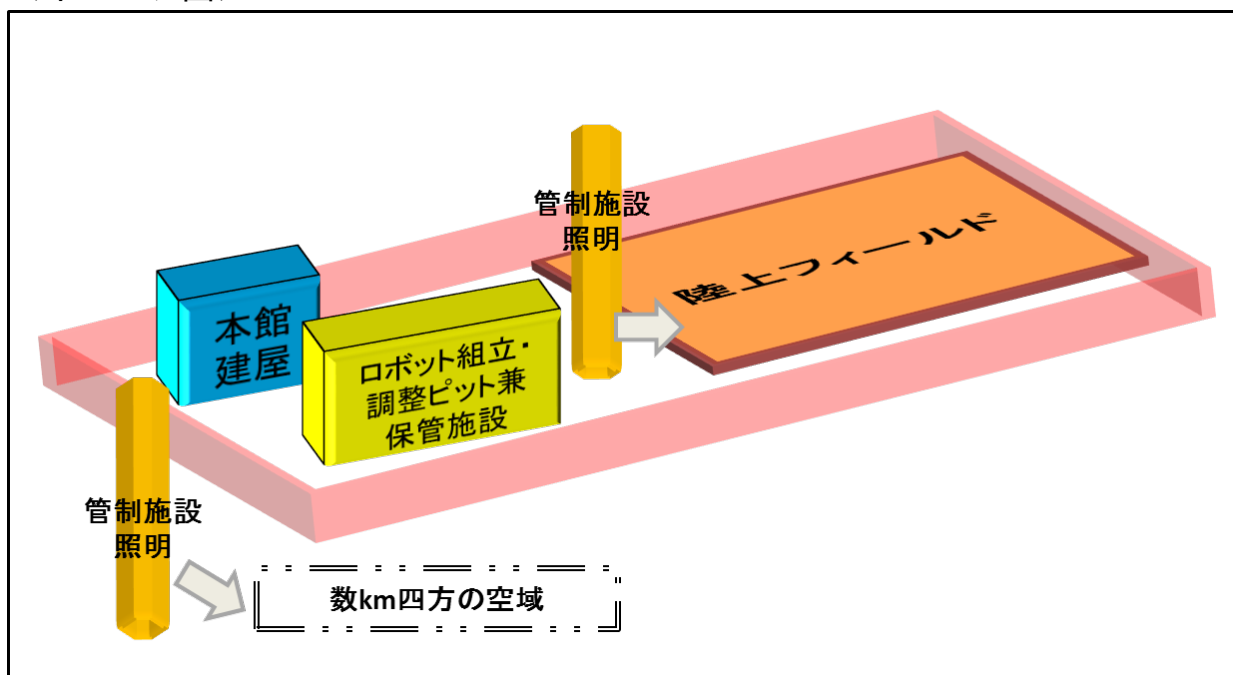 管制施設
照明
陸上フィールド
本館
建屋
ロボット組立・
調整ピット兼
保管施設
管制施設
照明
数km四方の空域